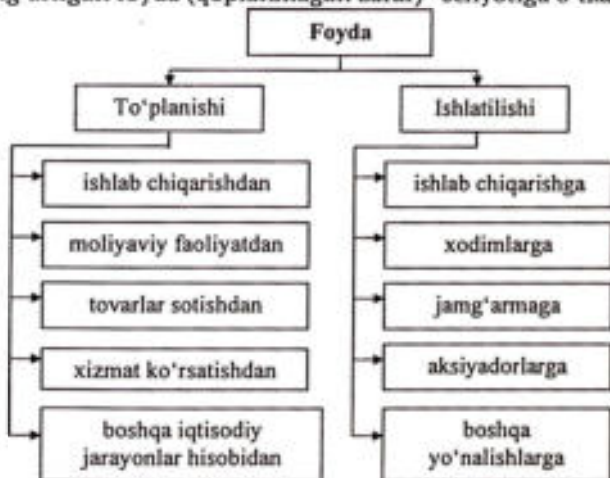 Foyda
To‘planishi
Ishlatilishi
ishlab chiqarishdan
moliyaviy faoliyatdan
tovarlar sotishdan
xizmat ko‘rsatishdan
boshqa iqtisodiy
jarayonlar hisobidan
ishlab chiqarishga
xodimlarga
jamg‘armaga
aksiyadorlarga
boshqa
yo‘nalishlarga